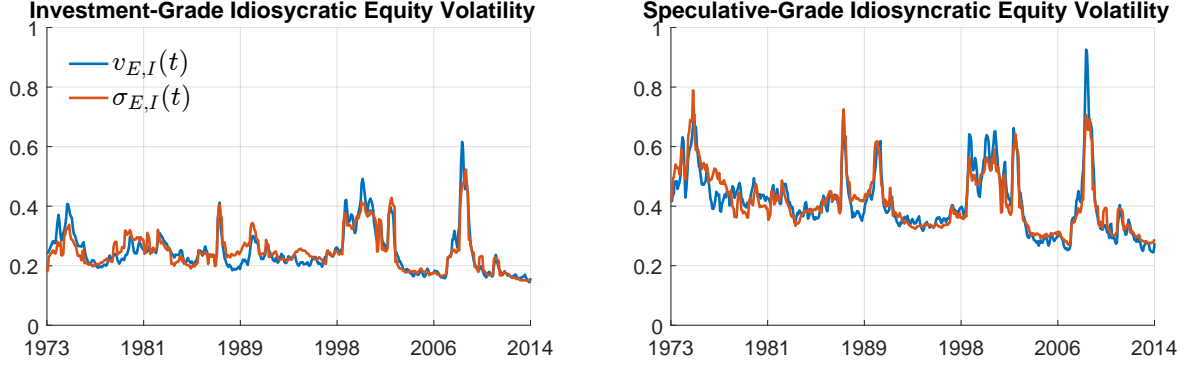 Investment-Grade Idiosycratic Equity Volatility
1
0.8
0.6
0.4
0.2
0
1973 1981 1989 1998 2006 2014
v_{E,I}(t)
σ_{E,I}(t)
Speculative-Grade Idiosyncratic Equity Volatility
1
0.8
0.6
0.4
0.2
0
1973 1981 1989 1998 2006 2014